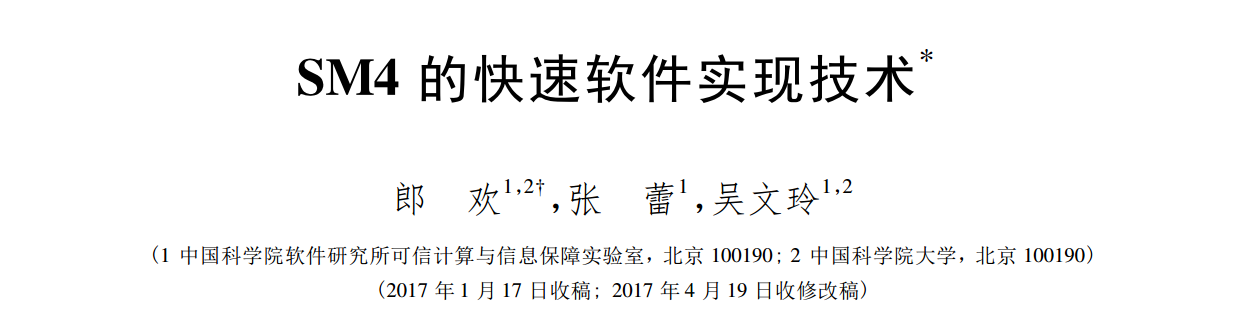 SM4 的快速软件实现技术*
郎 欢1,2†,张 蕾1,吴文玲1,2
(1 中国科学院软件研究所可信计算与信息保障实验室, 北京 100190; 2 中国科学院大学, 北京 100190)
(2017 年 1 月 17 日收稿; 2017 年 4 月 19 日收修改稿)